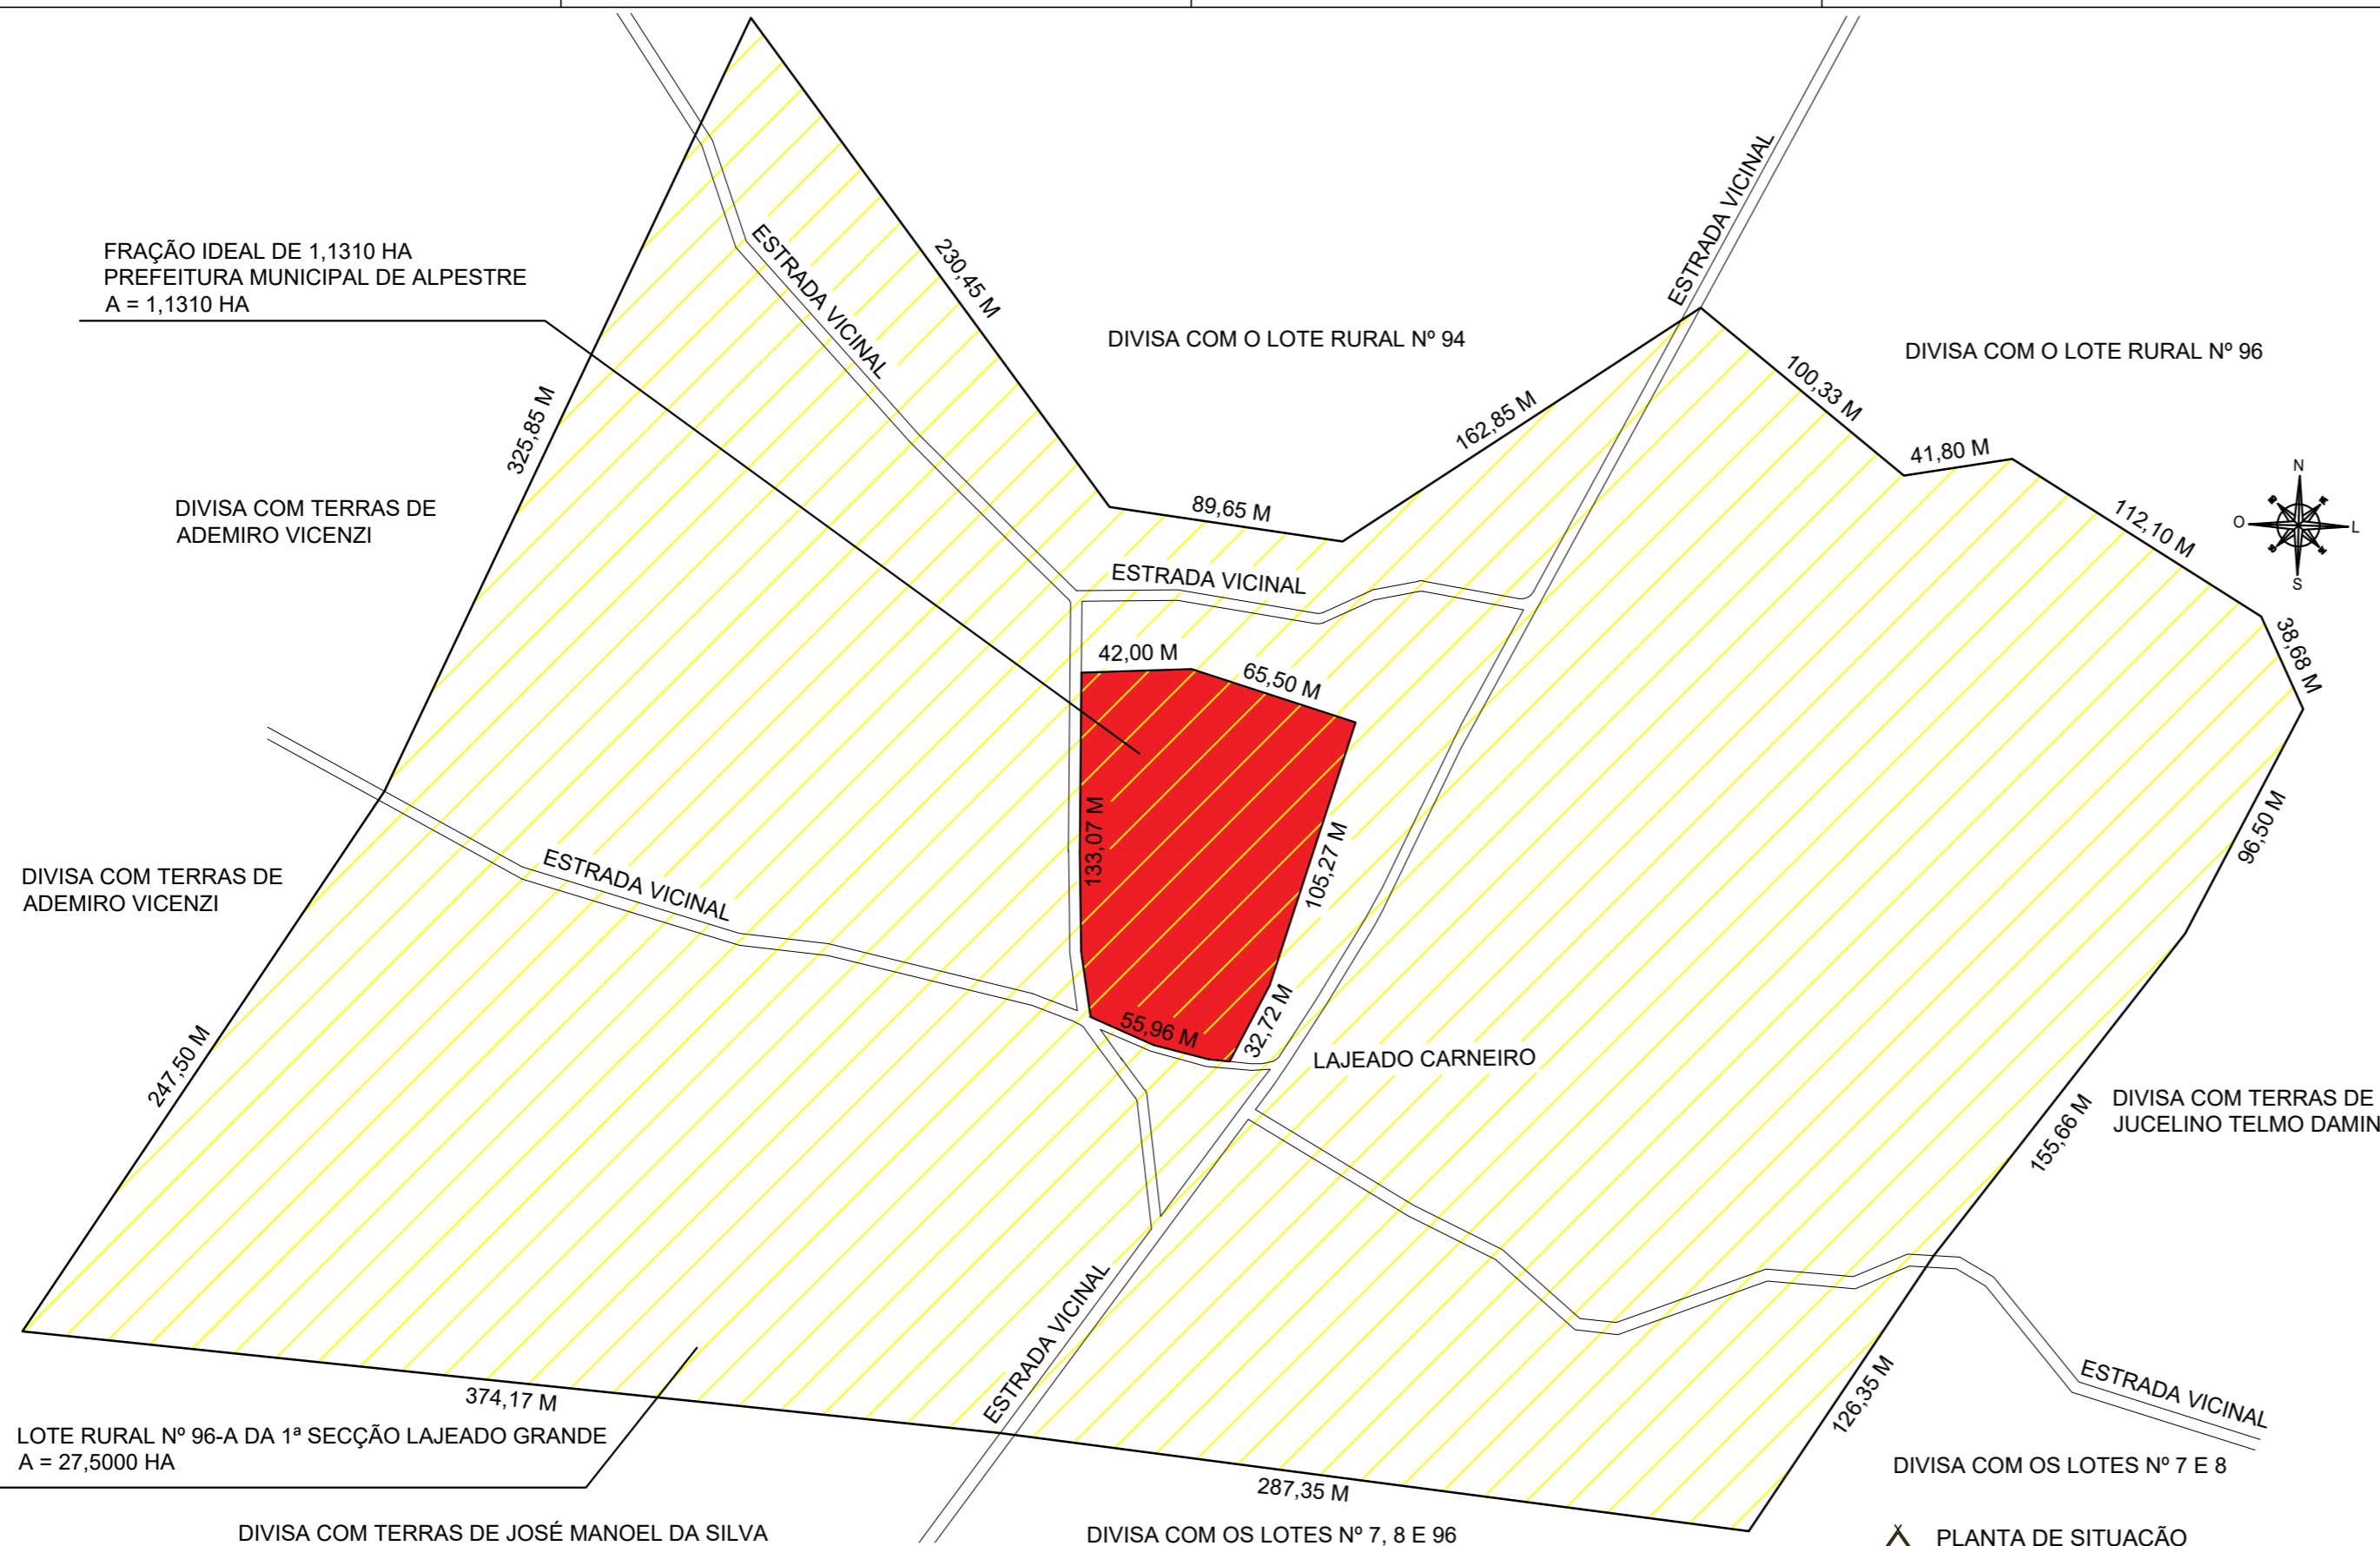 ESTRADA VICINAL
ESTRADA VICINAL
230,45 M
FRAÇÃO IDEAL DE 1,1310 HA
PREFEITURA MUNICIPAL DE ALPESTRE
A = 1,1310 HA
DIVISA COM O LOTE RURAL Nº 94
DIVISA COM O LOTE RURAL Nº 96
100,33 M
162,85 M
325,85 M
41,80 M
N
O
L
S
DIVISA COM TERRAS DE
ADEMIRO VICENZI
89,65 M
112,10 M
ESTRADA VICINAL
38,68 M
42,00 M
65,50 M
133,07 M
105,27 M
96,50 M
DIVISA COM TERRAS DE
ADEMIRO VICENZI
ESTRADA VICINAL
55,96 M
32,72 M
LAJEADO CARNEIRO
247,50 M
DIVISA COM TERRAS DE
JUCELINO TELMO DAMIN
155,66 M
ESTRADA VICINAL
126,35 M
ESTRADA VICINAL
374,17 M
LOTE RURAL Nº 96-A DA 1ª SECÇÃO LAJEADO GRANDE
A = 27,5000 HA
DIVISA COM OS LOTES Nº 7 E 8
287,35 M
DIVISA COM TERRAS DE JOSÉ MANOEL DA SILVA
DIVISA COM OS LOTES Nº 7, 8 E 96
PLANTA DE SITUAÇÃO